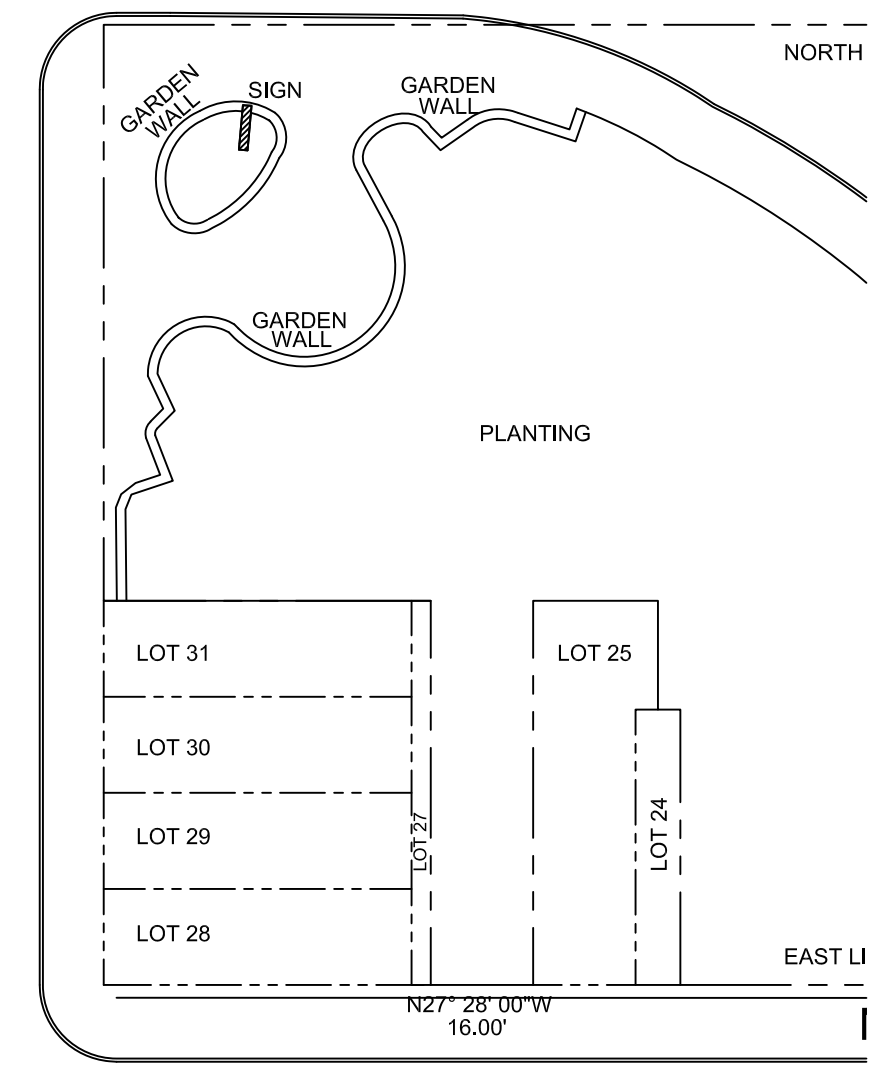 NORTH
GARDEN
WALL
SIGN
GARDEN
WALL
GARDEN
WALL
PLANTING
LOT 31
LOT 25
LOT 30
LOT 27
LOT 24
LOT 29
LOT 28
EAST LI
N27° 28' 00"W
16.00'